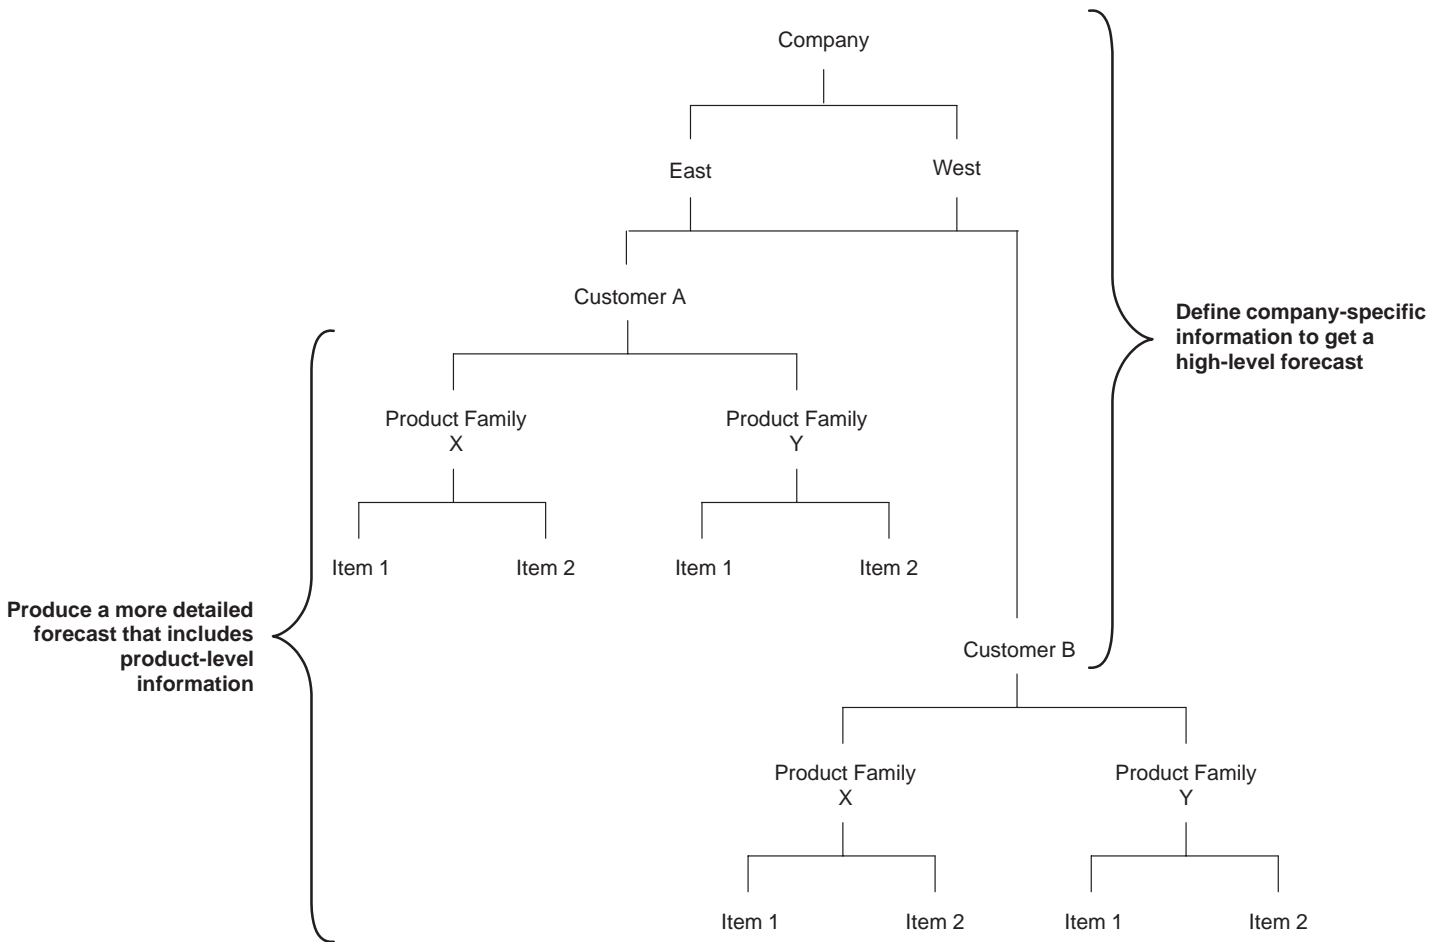 Company
East
West
Customer A
Define company-specific
information to get a
high-level forecast
Product Family
X
Product Family
Y
Item 1
Item 2
Item 1
Item 2
Produce a more detailed
forecast that includes
product-level
information
Customer B
Product Family
X
Product Family
Y
Item 1
Item 2
Item 1
Item 2